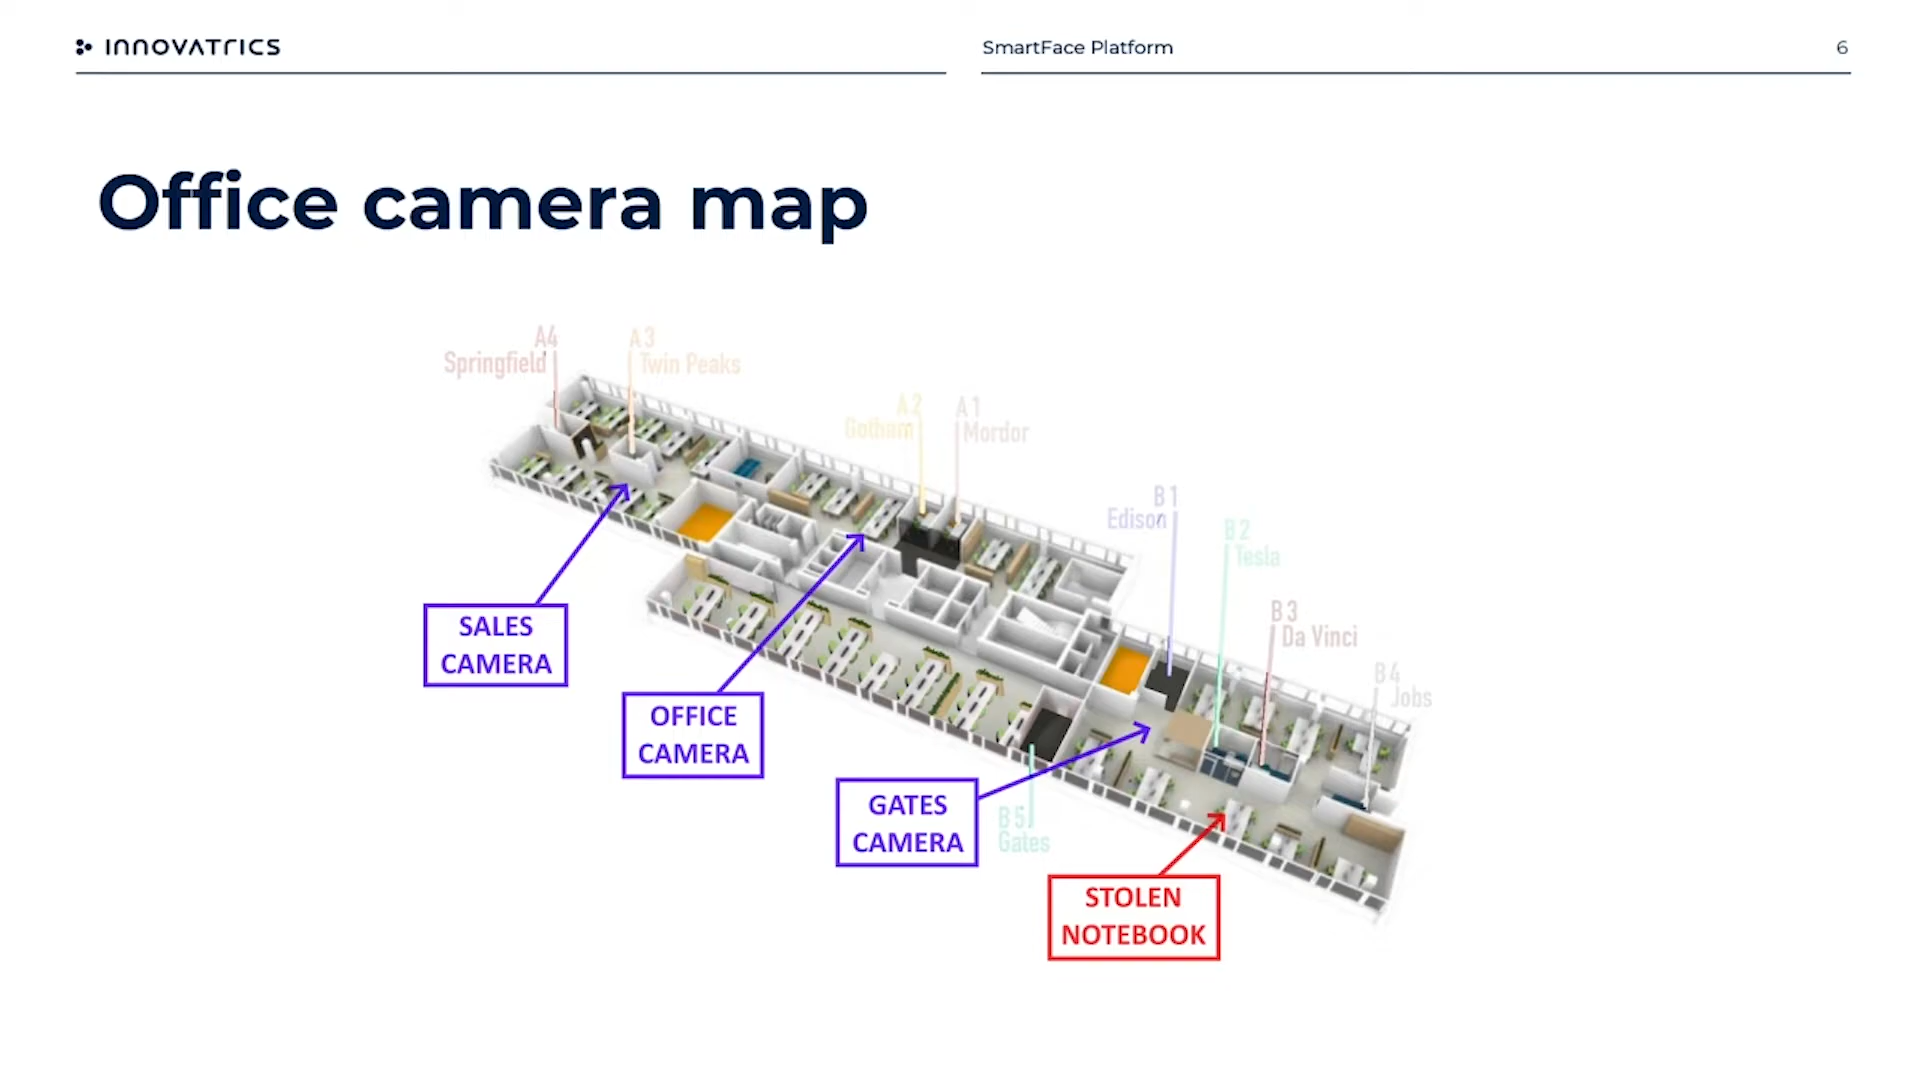 INNOVATRICS
SmartFace Platform
6
Office camera map
A4
Springfield
A3
Twin Peaks
A2
Gotham
A1
Mordor
B1
Edison
B2
Tesla
B3
Da Vinci
B4
Jobs
SALES
CAMERA
OFFICE
CAMERA
GATES
CAMERA
B5
Gates
STOLEN
NOTEBOOK